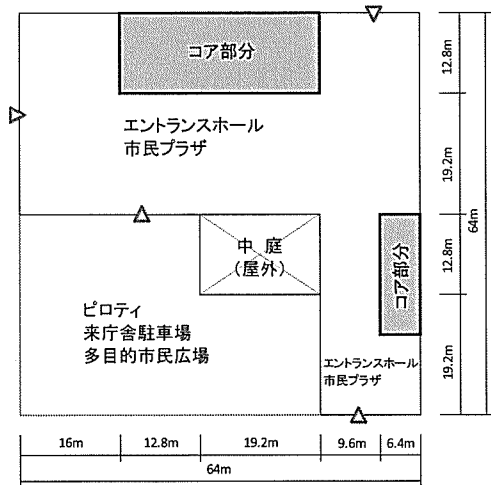 コア部分
エントランスホール
市民プラザ
中 庭
(屋外)
コア部分
ピロティ
来庁舎駐車場
多目的市民広場
エントランスホール
市民プラザ
12.8m
19.2m
12.8m
19.2m
64m
16m
12.8m
19.2m
9.6m
6.4m
64m